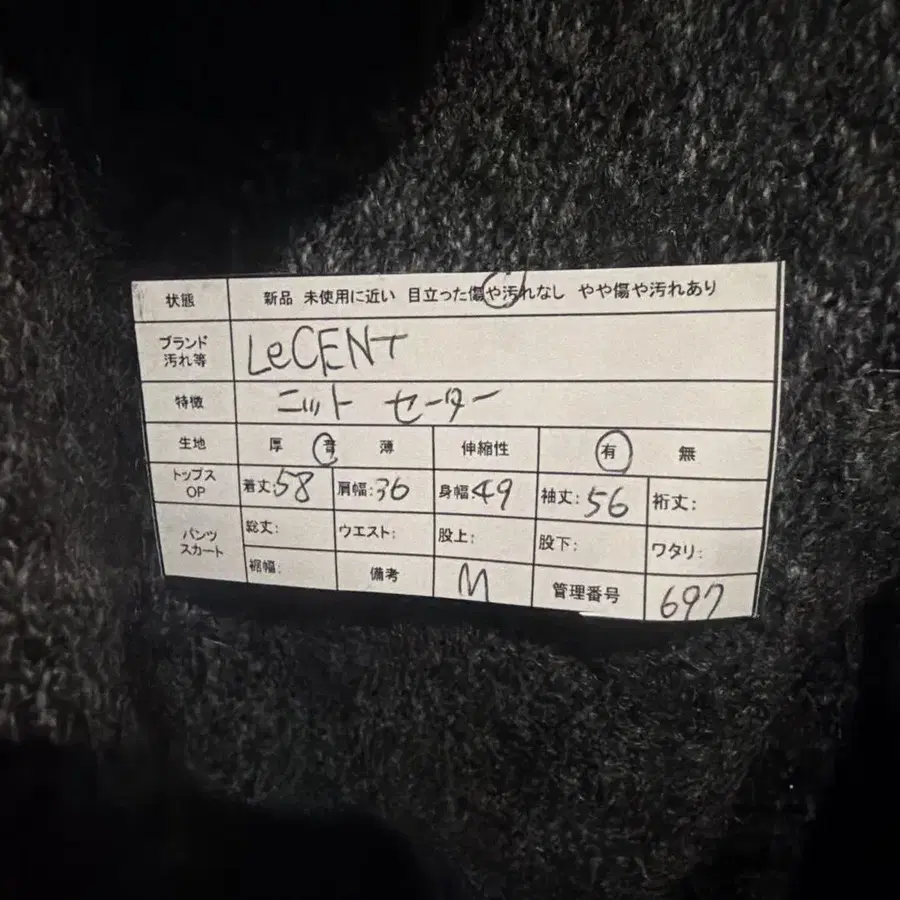 状態 新品 未使用に近い 目立った傷や汚れなし やや傷や汚れあり
ブランド
汚れ等 LeCENT
特徴 ニット セーター
生地 厚 普 薄 伸縮性 有 無
トップス
OP 着丈:58 肩幅:36 身幅49 袖丈:56 裄丈:
パンツ
スカート 総丈: ウエスト: 股上: 股下: ワタリ:
裾幅: 備考 M 管理番号 697